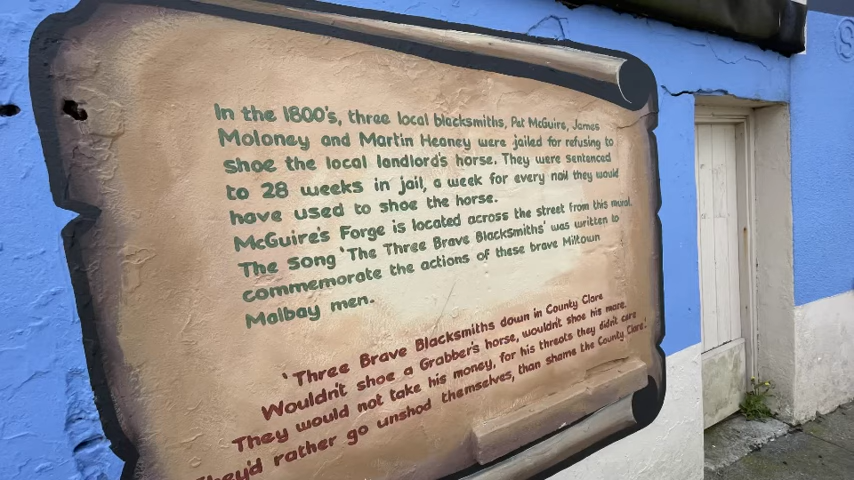 In the 1800's, three local blacksmiths, Pat McGuire, James
Moloney and Martin Heaney were jailed for refusing to
shoe the local landlord's horse. They were sentenced
to 28 weeks in jail, a week for every nail they would
have used to shoe the horse.
McGuire's Forge is located across the street from this mural.
The song 'The Three Brave Blacksmiths' was written to
commemorate the actions of these brave Miltown
Malbay men.
'Three Brave Blacksmiths down in County Clare
Wouldn't shoe a Grabber's horse, wouldn't shoe his mare.
They would not take his money, for his threats they didn't care
They'd rather go unshod themselves, than shame the County Clare.'